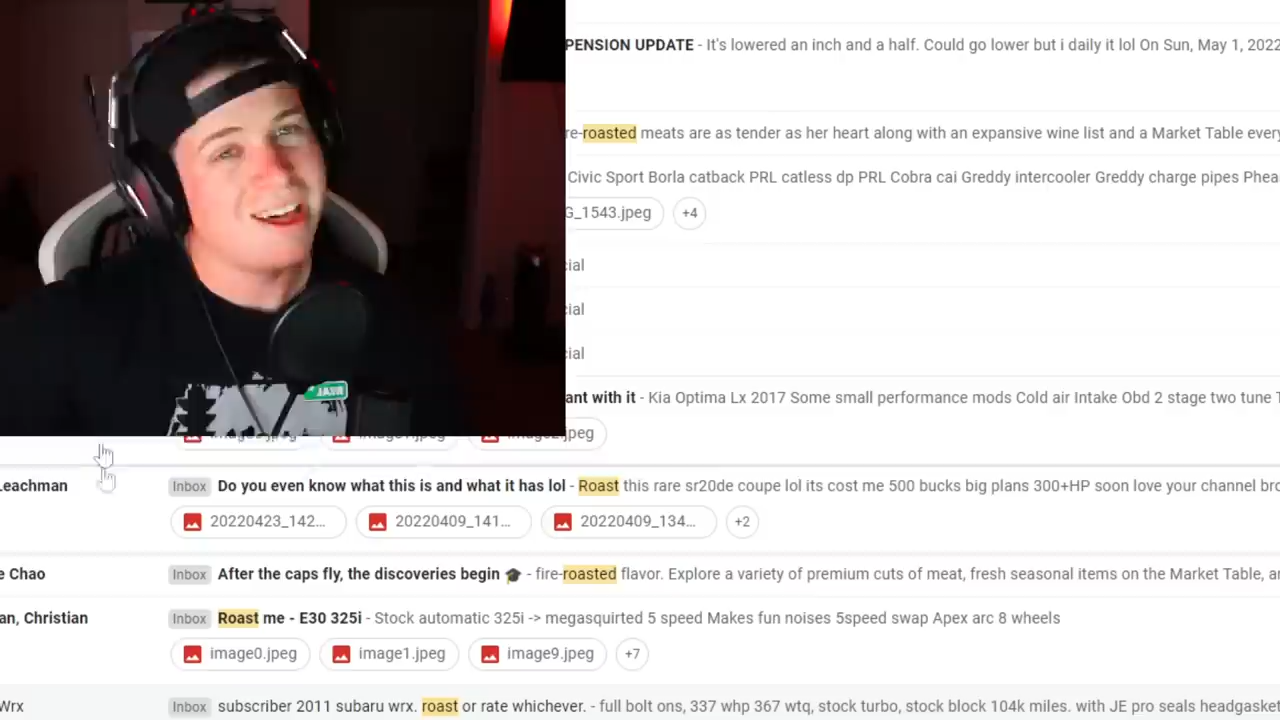 PENSION UPDATE - It's lowered an inch and a half. Could go lower but i daily it lol On Sun, May 1, 2022
re-roasted meats are as tender as her heart along with an expansive wine list and a Market Table every
Civic Sport Borla catback PRL catless dp PRL Cobra cai Greddy intercooler Greddy charge pipes Phea
G_1543.jpeg +4
cial
cial
cial
ant with it - Kia Optima Lx 2017 Some small performance mods Cold air Intake Obd 2 stage two tune T
Leachman Inbox Do you even know what this is and what it has lol - Roast this rare sr20de coupe lol its cost me 500 bucks big plans 300+HP soon love your channel bro
20220423_142... 20220409_141... 20220409_134... +2
e Chao Inbox After the caps fly, the discoveries begin 🎓 - fire-roasted flavor. Explore a variety of premium cuts of meat, fresh seasonal items on the Market Table, a
an, Christian Inbox Roast me - E30 325i - Stock automatic 325i -> megasquirted 5 speed Makes fun noises 5speed swap Apex arc 8 wheels
image0.jpeg image1.jpeg image9.jpeg +7
Wrx Inbox subscriber 2011 subaru wrx. roast or rate whichever. - full bolt ons, 337 whp 367 wtq, stock turbo, stock block 104k miles. with JE pro seals headgasket